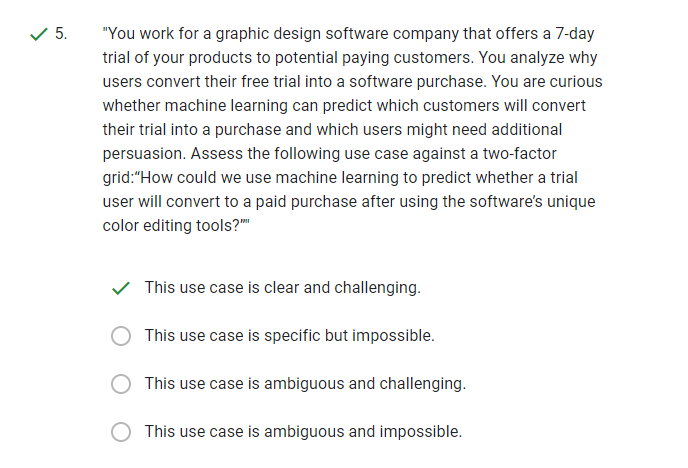 5. "You work for a graphic design software company that offers a 7-day
trial of your products to potential paying customers. You analyze why
users convert their free trial into a software purchase. You are curious
whether machine learning can predict which customers will convert
their trial into a purchase and which users might need additional
persuasion. Assess the following use case against a two-factor
grid:“How could we use machine learning to predict whether a trial
user will convert to a paid purchase after using the software’s unique
color editing tools?”"
This use case is clear and challenging.
This use case is specific but impossible.
This use case is ambiguous and challenging.
This use case is ambiguous and impossible.